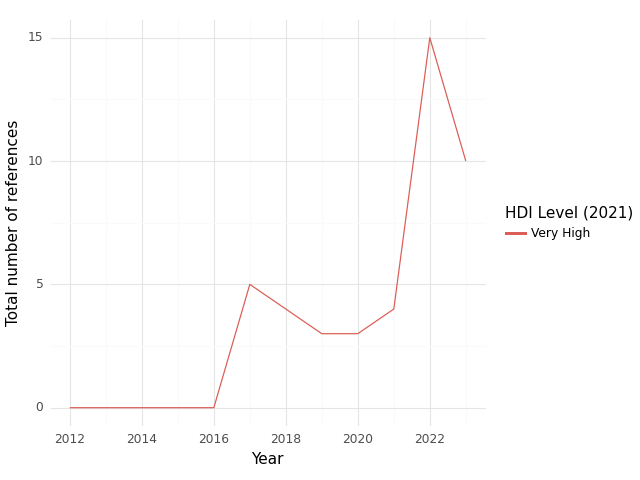 15
10
5
0
Total number of references
2012 2014 2016 2018 2020 2022
Year
HDI Level (2021)
Very High